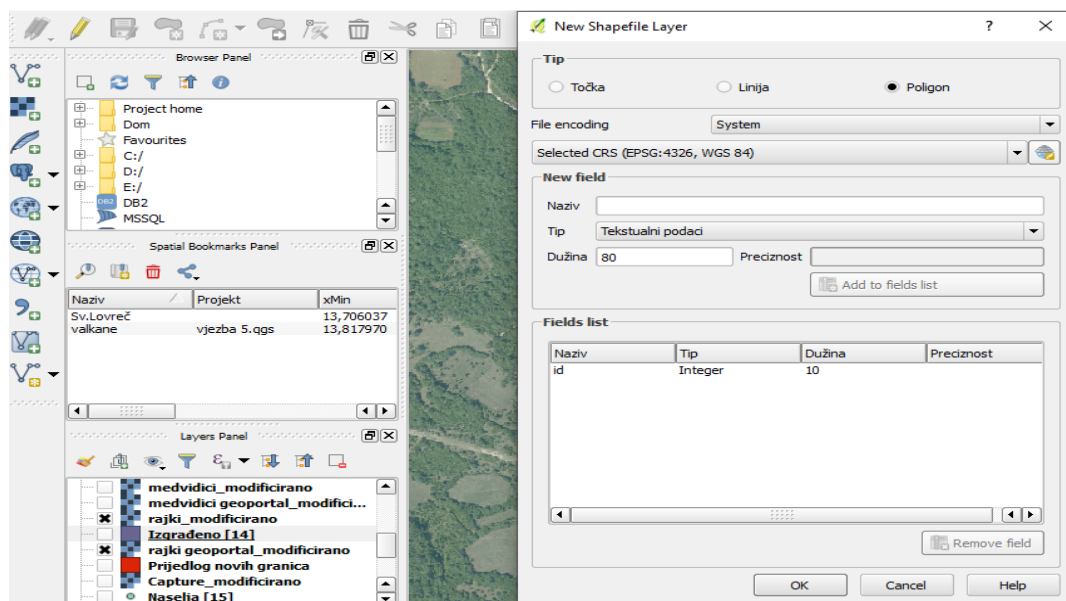 Browser Panel
Project home
Dom
Favourites
C:/
D:/
E:/
DB2
DB2
MSSQL
Spatial Bookmarks Panel
Naziv Projekt xMin
Sv.Lovreč 13,706037
valkane vjezba 5.qgs 13,817970
Layers Panel
medvidici_modificirano
medvidici geoportal_modifici...
rajki_modificirano
Izgrađeno [14]
rajki geoportal_modificirano
Prijedlog novih granica
Capture_modificirano
Naselja [15]
New Shapefile Layer
?
Tip
Točka Linija Poligon
File encoding System
Selected CRS (EPSG:4326, WGS 84)
New field
Naziv
Tip Tekstualni podaci
Dužina 80 Preciznost
Add to fields list
Fields list
Naziv Tip Dužina Preciznost
id Integer 10
Remove field
OK Cancel Help